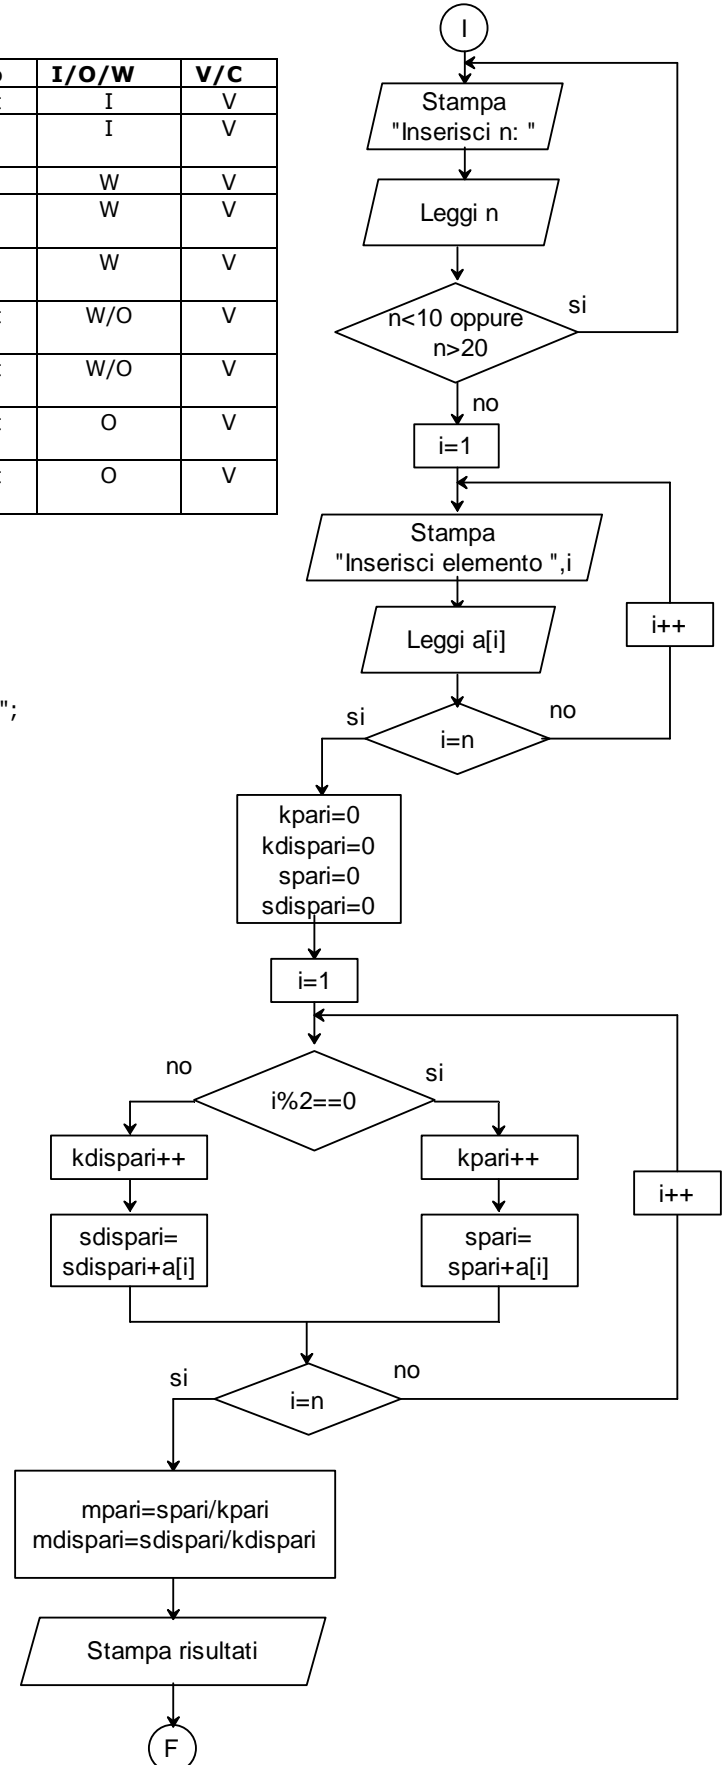 I/O/W V/C
I V
I V
W V
W V
W V
W/O V
W/O V
O V
O V
";
I
Stampa
"Inserisci n: "
Leggi n
n<10 oppure
n>20
si
no
i=1
Stampa
"Inserisci elemento ",i
Leggi a[i]
i++
si
i=n
no
kpari=0
kdispari=0
spari=0
sdispari=0
i=1
no
i%2==0
si
kdispari++
kpari++
i++
sdispari=
sdispari+a[i]
spari=
spari+a[i]
si
i=n
no
mpari=spari/kpari
mdispari=sdispari/kdispari
Stampa risultati
F